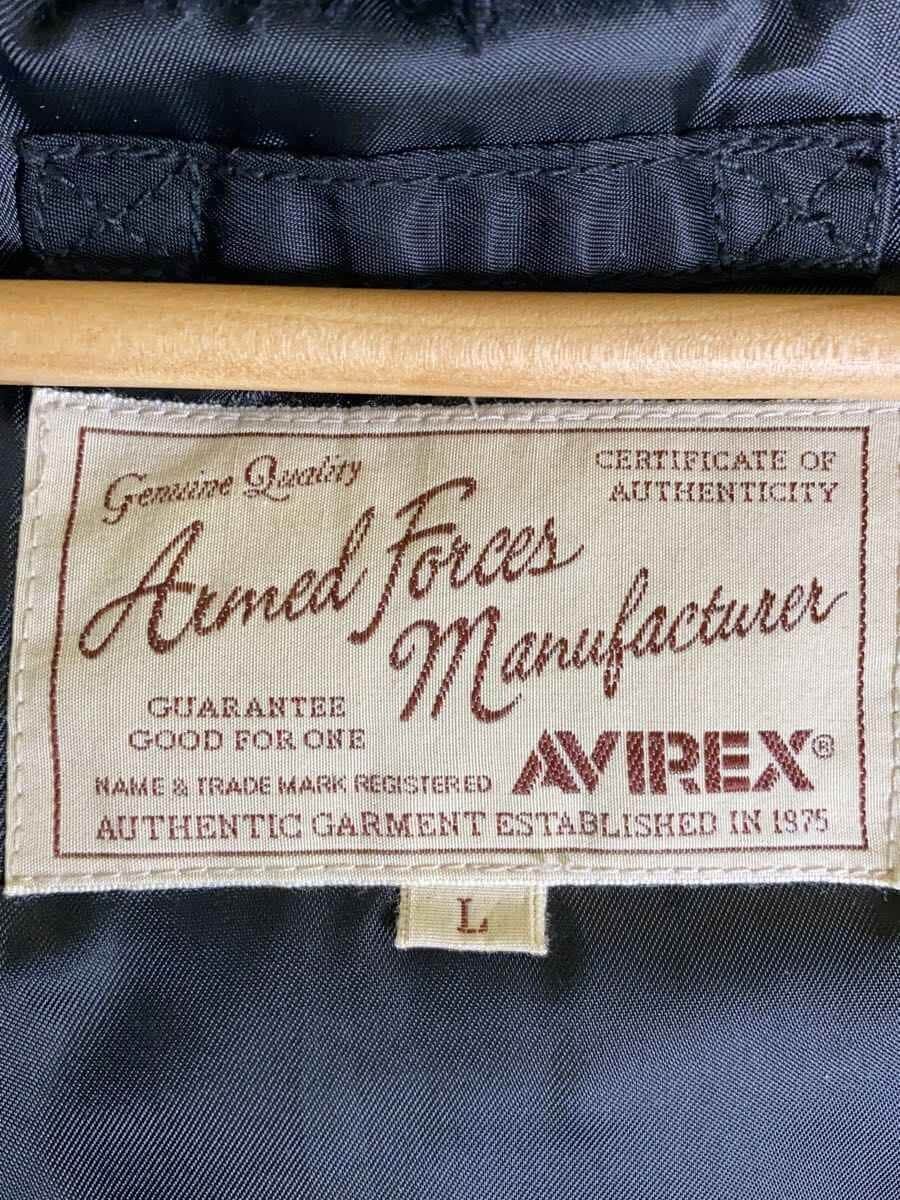 Genuine Quality
CERTIFICATE OF
AUTHENTICITY
Armed Forces
Manufacturer
GUARANTEE
GOOD FOR ONE
NAME & TRADE MARK REGISTERED
AVIREX®
AUTHENTIC GARMENT ESTABLISHED IN 1975
L